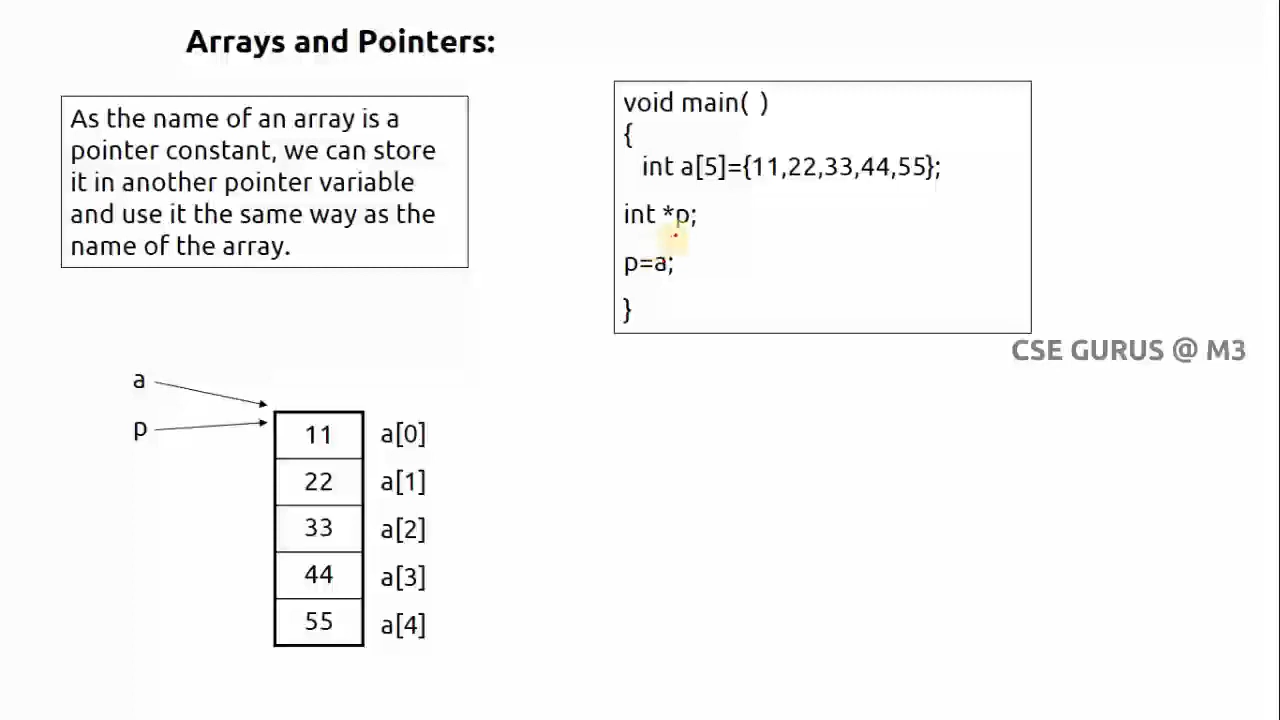 Arrays and Pointers:
As the name of an array is a
pointer constant, we can store
it in another pointer variable
and use it the same way as the
name of the array.
void main( )
{
int a[5]={11,22,33,44,55};
int *p;
p=a;
}
CSE GURUS @ M3
a
p
11 a[0]
22 a[1]
33 a[2]
44 a[3]
55 a[4]